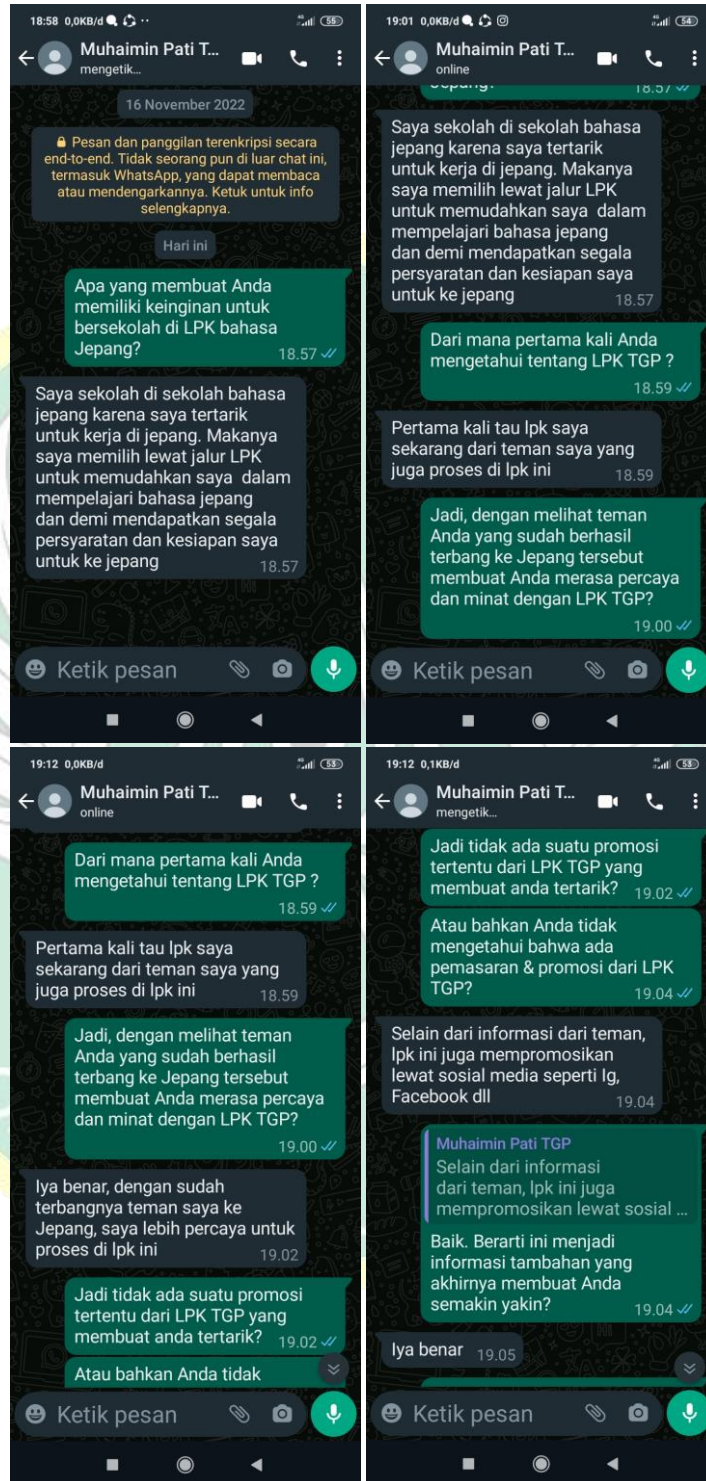 18:58 0,0KB/d
55
Muhaimin Pati T...
mengetik...
16 November 2022
Pesan dan panggilan terenkripsi secara
end-to-end. Tidak seorang pun di luar chat ini,
termasuk WhatsApp, yang dapat membaca
atau mendengarkannya. Ketuk untuk info
selengkapnya.
Hari ini
Apa yang membuat Anda
memiliki keinginan untuk
bersekolah di LPK bahasa
Jepang?
18.57
Saya sekolah di sekolah bahasa
jepang karena saya tertarik
untuk kerja di jepang. Makanya
saya memilih lewat jalur LPK
untuk memudahkan saya dalam
mempelajari bahasa jepang
dan demi mendapatkan segala
persyaratan dan kesiapan saya
untuk ke jepang
18.57
Ketik pesan
19:01 0,0KB/d
54
Muhaimin Pati T...
online
Jepang?
18.57
Saya sekolah di sekolah bahasa
jepang karena saya tertarik
untuk kerja di jepang. Makanya
saya memilih lewat jalur LPK
untuk memudahkan saya dalam
mempelajari bahasa jepang
dan demi mendapatkan segala
persyaratan dan kesiapan saya
untuk ke jepang
18.57
Dari mana pertama kali Anda
mengetahui tentang LPK TGP ?
18.59
Pertama kali tau lpk saya
sekarang dari teman saya yang
juga proses di lpk ini
18.59
Jadi, dengan melihat teman
Anda yang sudah berhasil
terbang ke Jepang tersebut
membuat Anda merasa percaya
dan minat dengan LPK TGP?
19.00
Ketik pesan
19:12 0,0KB/d
53
Muhaimin Pati T...
online
Dari mana pertama kali Anda
mengetahui tentang LPK TGP ?
18.59
Pertama kali tau lpk saya
sekarang dari teman saya yang
juga proses di lpk ini
18.59
Jadi, dengan melihat teman
Anda yang sudah berhasil
terbang ke Jepang tersebut
membuat Anda merasa percaya
dan minat dengan LPK TGP?
19.00
Iya benar, dengan sudah
terbangnya teman saya ke
Jepang, saya lebih percaya untuk
proses di lpk ini
19.02
Jadi tidak ada suatu promosi
tertentu dari LPK TGP yang
membuat anda tertarik?
19.02
Atau bahkan Anda tidak
Ketik pesan
19:12 0,1KB/d
53
Muhaimin Pati T...
mengetik...
Jadi tidak ada suatu promosi
tertentu dari LPK TGP yang
membuat anda tertarik?
19.02
Atau bahkan Anda tidak
mengetahui bahwa ada
pemasaran & promosi dari LPK
TGP?
19.04
Selain dari informasi dari teman,
lpk ini juga mempromosikan
lewat sosial media seperti Ig,
Facebook dll
19.04
Muhaimin Pati TGP
Selain dari informasi
dari teman, lpk ini juga
mempromosikan lewat sosial ...
Baik. Berarti ini menjadi
informasi tambahan yang
akhirnya membuat Anda
semakin yakin?
19.04
Iya benar
19.05
Ketik pesan